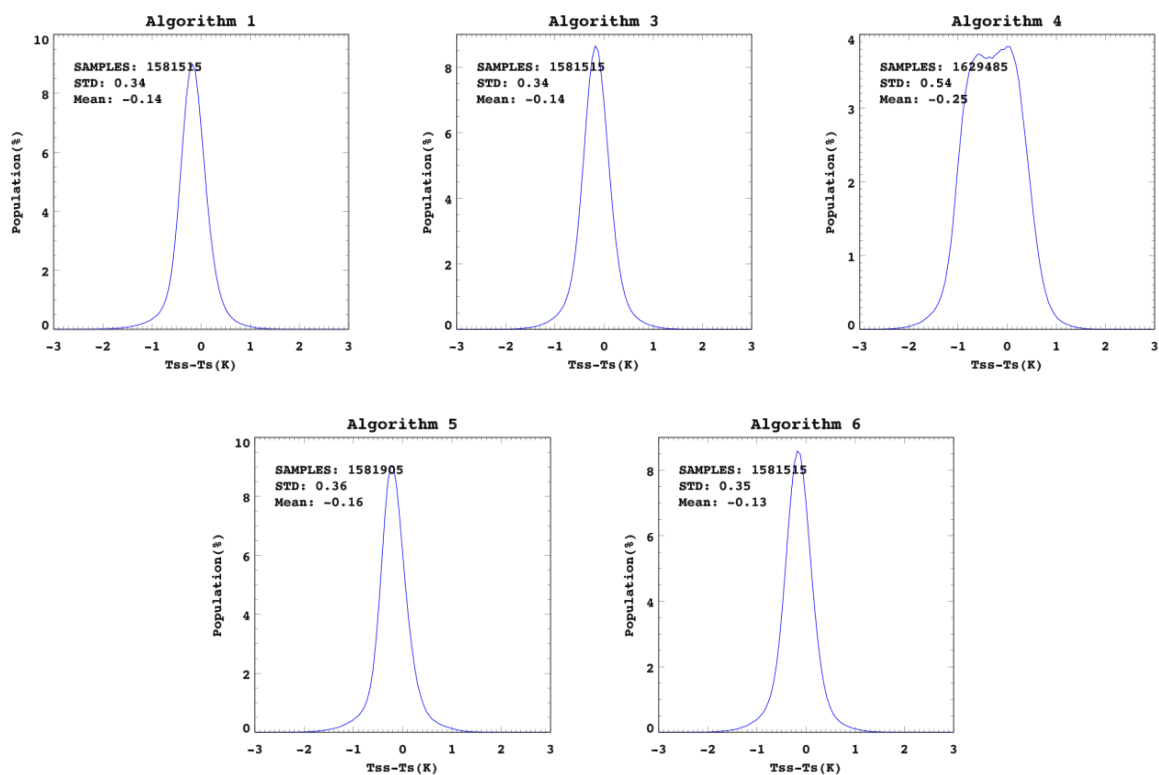 Algorithm 1
10
8
6
4
2
0
Population(%)
SAMPLES: 1581515
STD: 0.34
Mean: -0.14
-3 -2 -1 0 1 2 3
Tss-Ts(K)
Algorithm 3
8
6
4
2
0
Population(%)
SAMPLES: 1581515
STD: 0.34
Mean: -0.14
-3 -2 -1 0 1 2 3
Tss-Ts(K)
Algorithm 4
4
3
2
1
0
Population(%)
SAMPLES: 1629485
STD: 0.54
Mean: -0.25
-3 -2 -1 0 1 2 3
Tss-Ts(K)
Algorithm 5
10
8
6
4
2
0
Population(%)
SAMPLES: 1581905
STD: 0.36
Mean: -0.16
-3 -2 -1 0 1 2 3
Tss-Ts(K)
Algorithm 6
8
6
4
2
0
Population(%)
SAMPLES: 1581515
STD: 0.35
Mean: -0.13
-3 -2 -1 0 1 2 3
Tss-Ts(K)